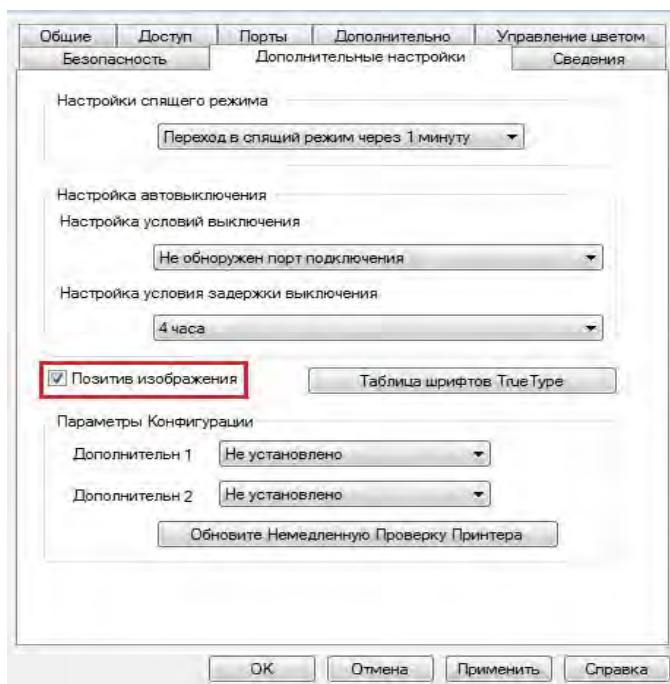 Общие Доступ Порты Дополнительно Управление цветом
Безопасность Дополнительные настройки Сведения
Настройки спящего режима
Переход в спящий режим через 1 минуту
Настройка автовыключения
Настройка условий выключения
Не обноружен порт подключения
Настройка условия задержки выключения
4 часа
Позитив изображения Таблица шрифтов TrueType
Параметры Конфигурации
Дополнительн 1 Не установлено
Дополнительн 2 Не установлено
Обновите Немедленную Проверку Принтера
OK Отмена Применить Справка